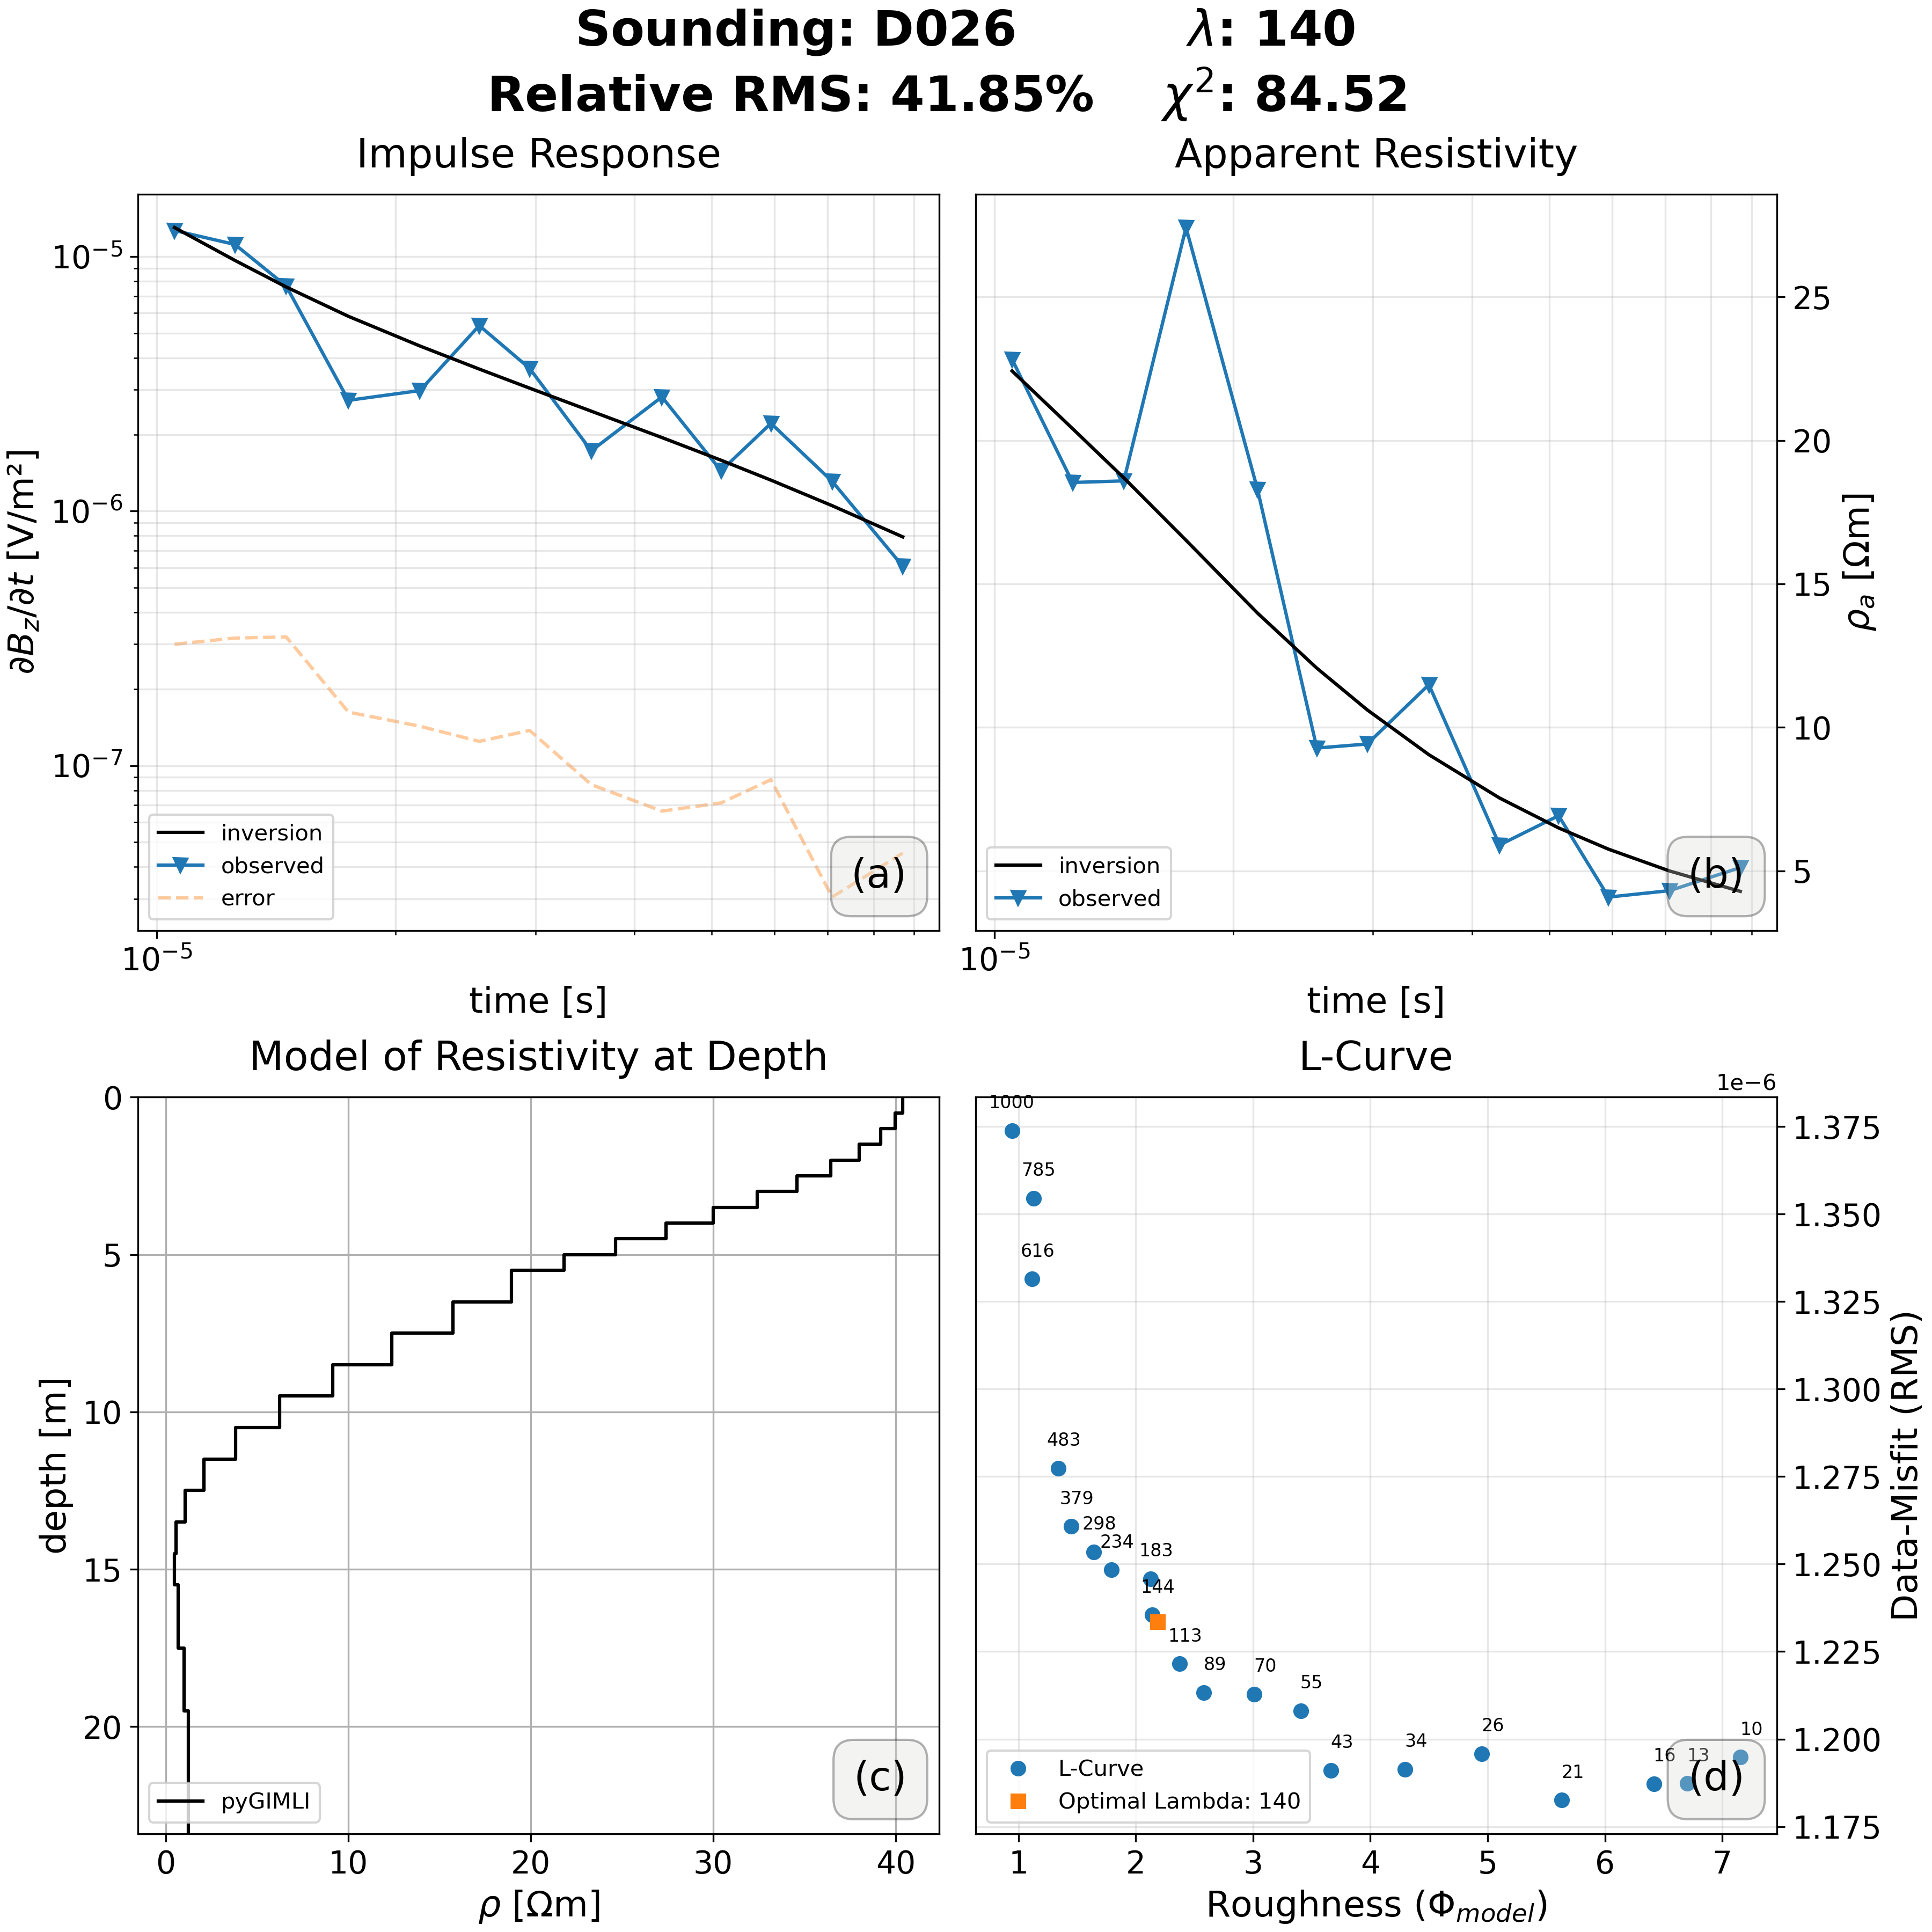 Sounding: D026 λ: 140
Relative RMS: 41.85% χ²: 84.52
Impulse Response
Apparent Resistivity
10⁻⁵
10⁻⁶
10⁻⁷
∂B_z/∂t [V/m²]
inversion
observed
error
(a)
10⁻⁵
time [s]
25
20
15
10
5
ρ_a [Ωm]
inversion
observed
(b)
10⁻⁵
time [s]
Model of Resistivity at Depth
0
5
10
15
20
depth [m]
pyGIMLI
(c)
0 10 20 30 40
ρ [Ωm]
L-Curve
1e−6
1000
785
616
483
379
298
234
183
144
113
89
70
55
43
34
26
21
16
13
10
1.375
1.350
1.325
1.300
1.275
1.250
1.225
1.200
1.175
Data-Misfit (RMS)
L-Curve
Optimal Lambda: 140
(d)
1 2 3 4 5 6 7
Roughness (Φ_model)